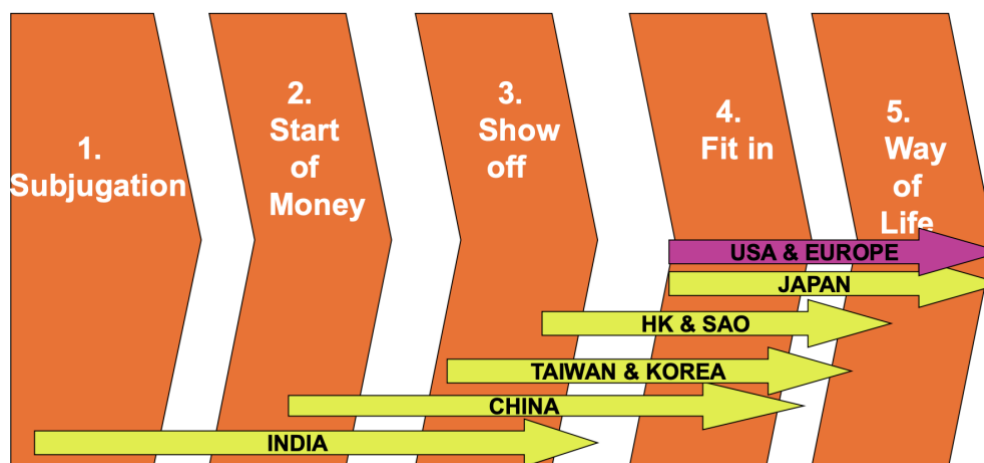 1.
Subjugation
2.
Start
of
Money
3.
Show
off
4.
Fit in
5.
Way
of
Life
USA & EUROPE
JAPAN
HK & SAO
TAIWAN & KOREA
CHINA
INDIA